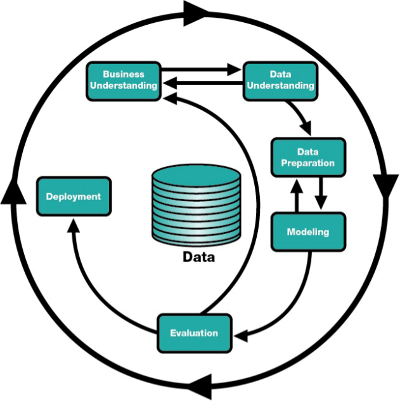 Business
Understanding
Data
Understanding
Data
Preparation
Modeling
Deployment
Data
Evaluation